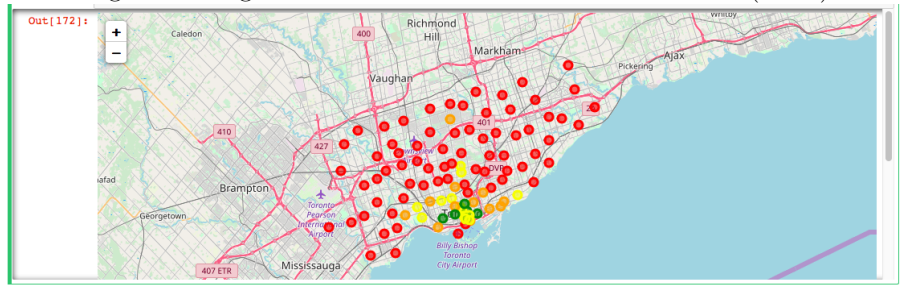 Out[172]:
+
−
Caledon
400
Richmond
Hill
Whitby
Markham
Ajax
Pickering
Vaughan
401
410
427
Brampton
Georgetown
Toronto
Pearson
International
Airport
Billy Bishop
Toronto
City Airport
407 ETR
Mississauga